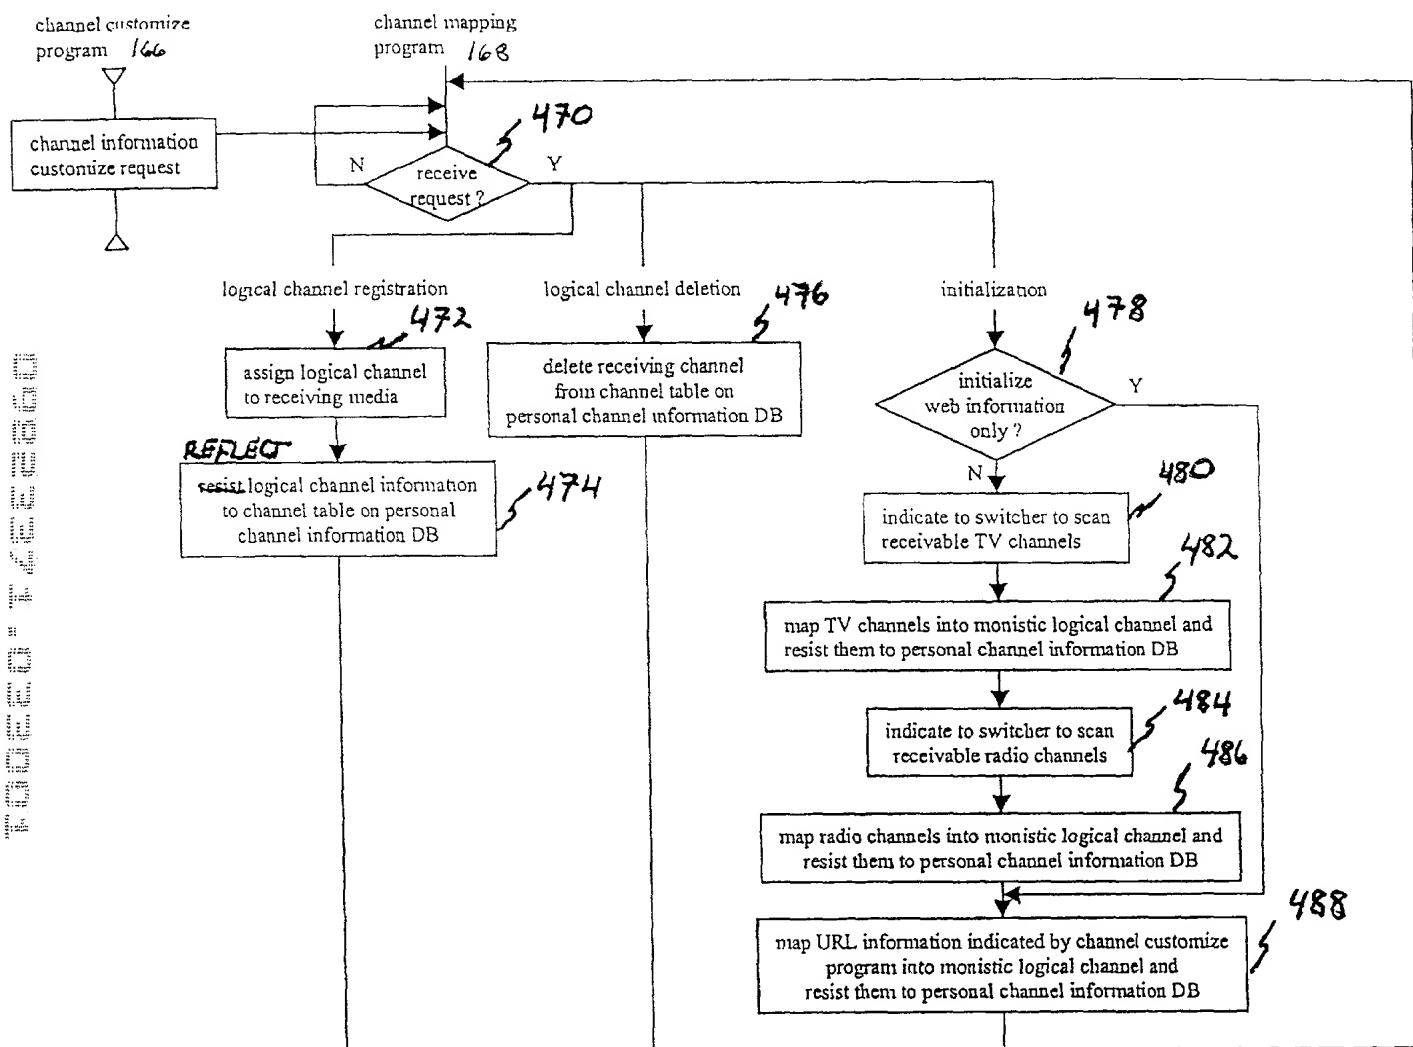 channel customize
program 166
channel mapping
program 168
channel information
customize request
470
N
receive
request ?
Y
logical channel registration
logical channel deletion
initialization
472
476
478
assign logical channel
to receiving media
delete receiving channel
from channel table on
personal channel information DB
initialize
web information
only ?
Y
N
REFLECT
resist logical channel information
to channel table on personal
channel information DB
474
480
indicate to switcher to scan
receivable TV channels
482
map TV channels into monistic logical channel and
resist them to personal channel information DB
484
indicate to switcher to scan
receivable radio channels
486
map radio channels into monistic logical channel and
resist them to personal channel information DB
488
map URL information indicated by channel customize
program into monistic logical channel and
resist them to personal channel information DB